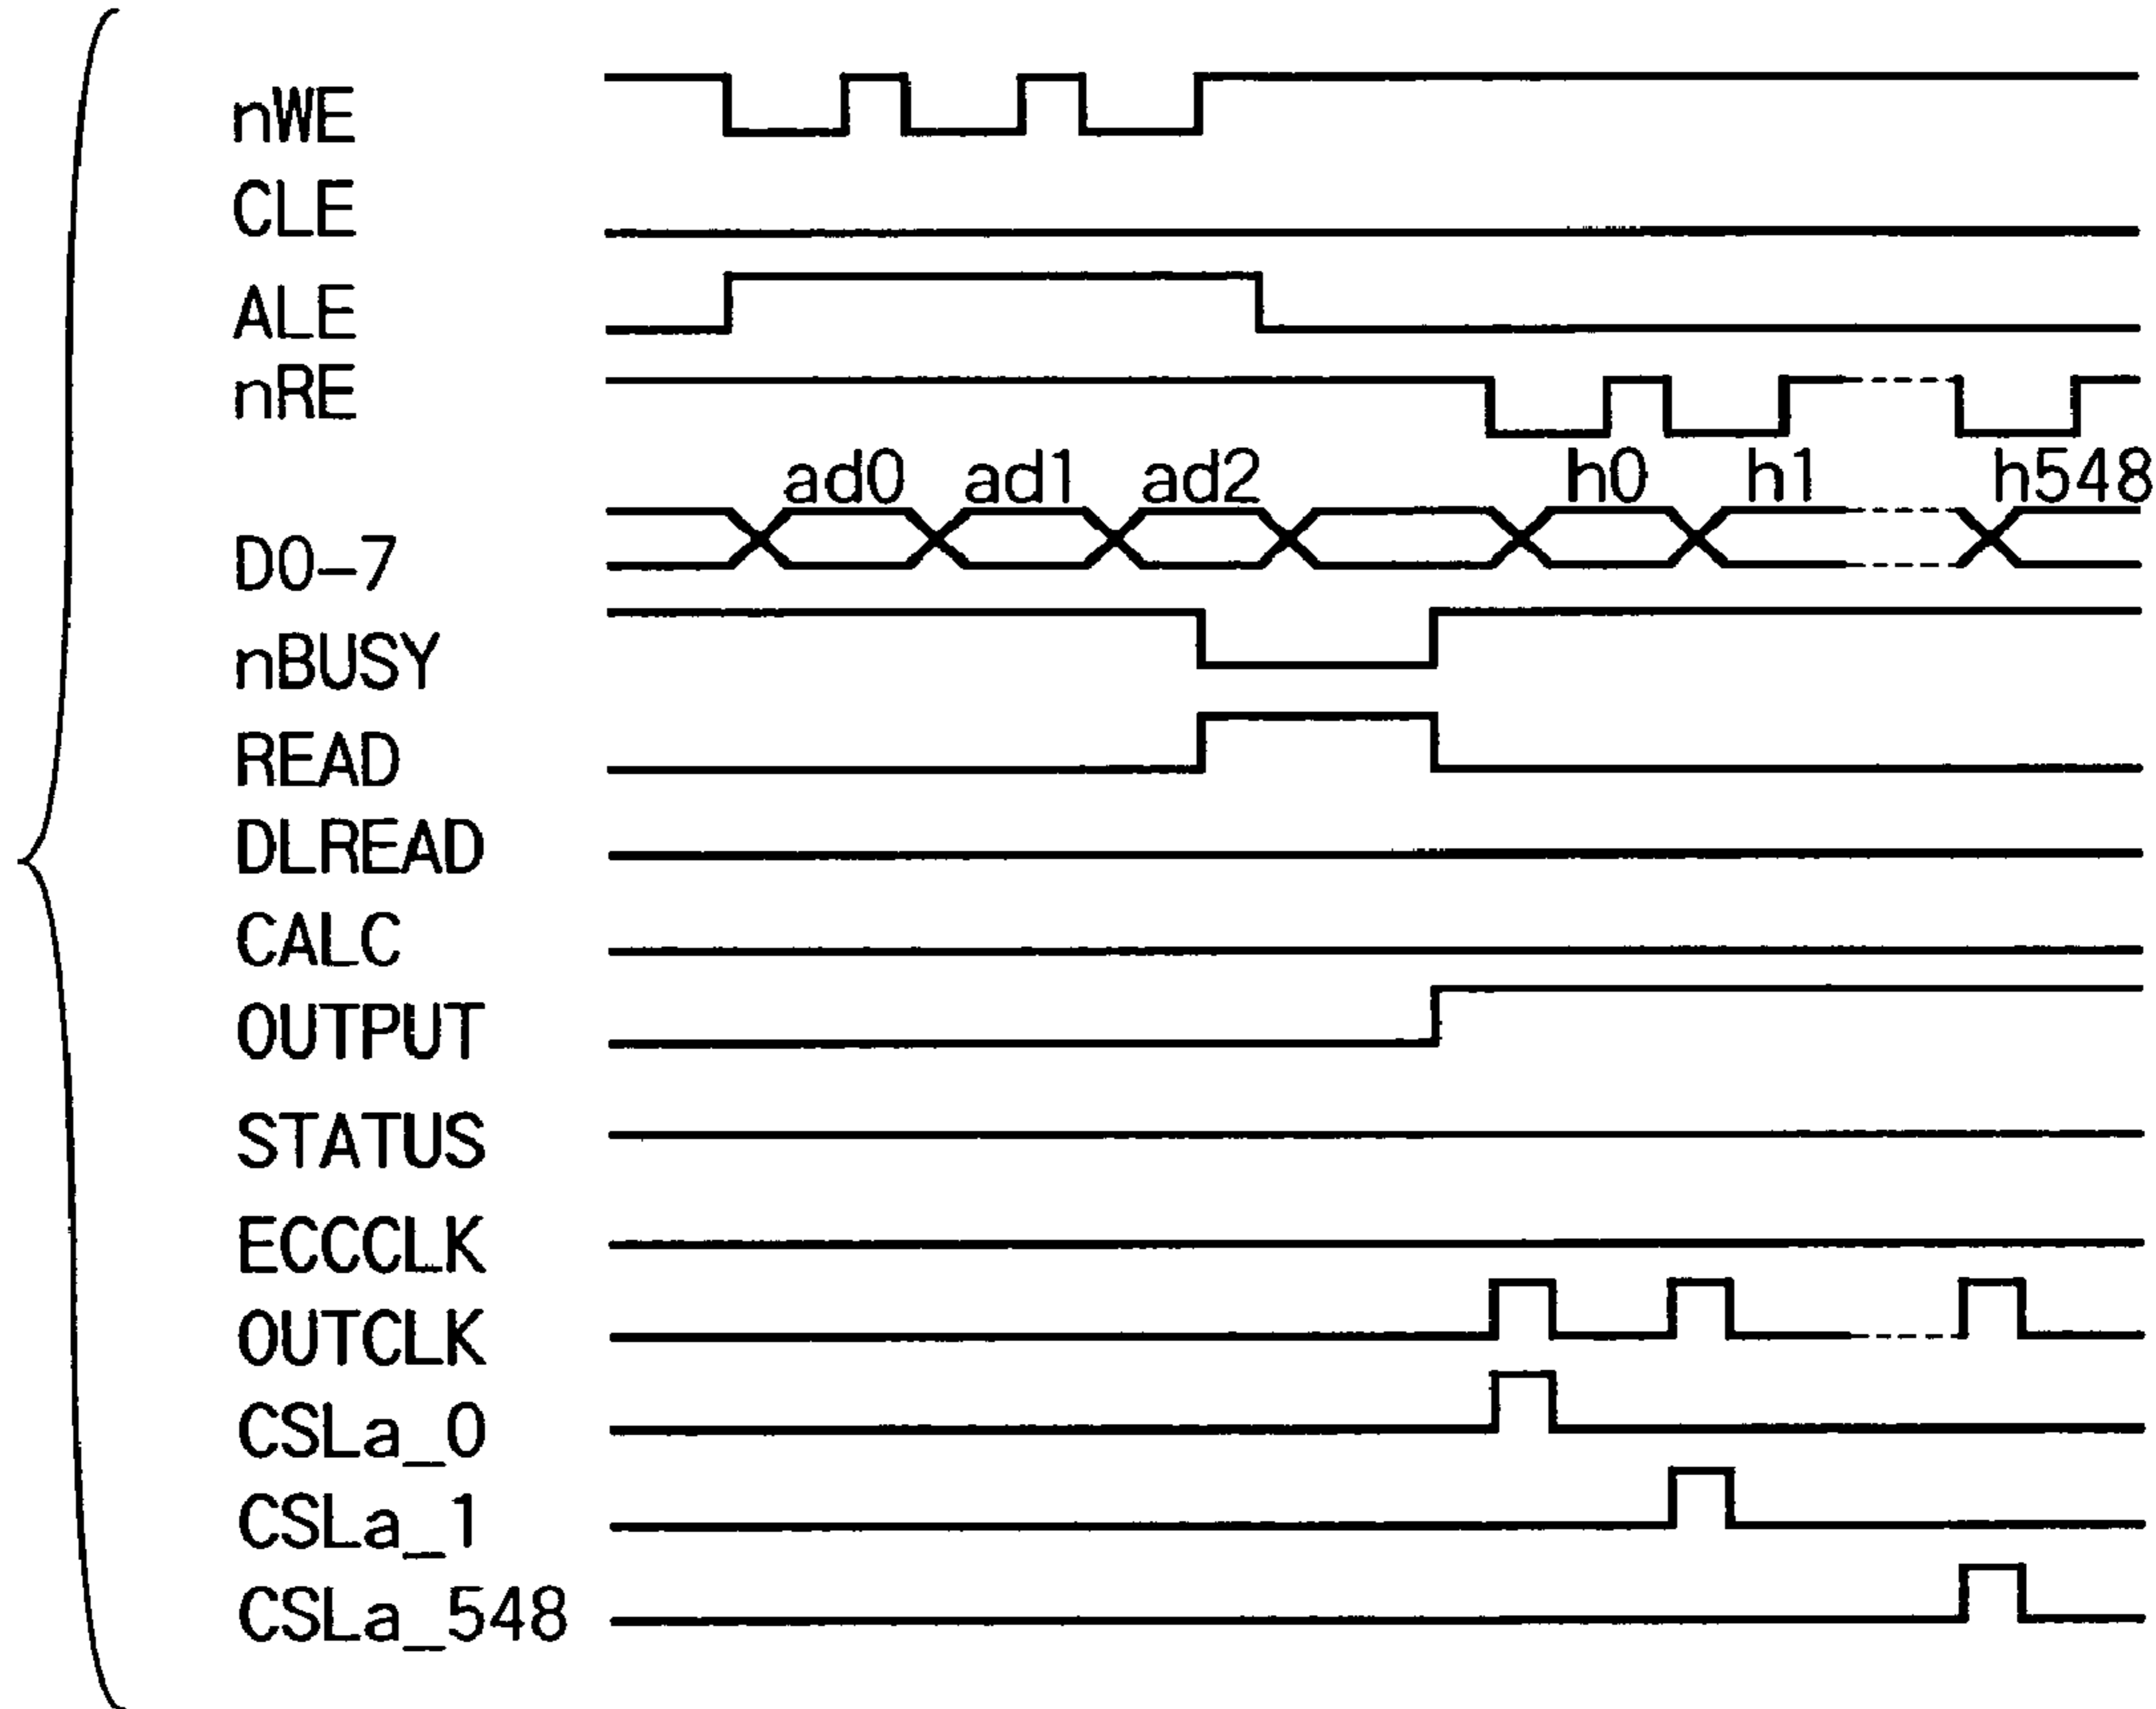 nWE
CLE
ALE
nRE
ad0 ad1 ad2 h0 h1 h548
D0-7
nBUSY
READ
DLREAD
CALC
OUTPUT
STATUS
ECCCLK
OUTCLK
CSLa_0
CSLa_1
CSLa_548